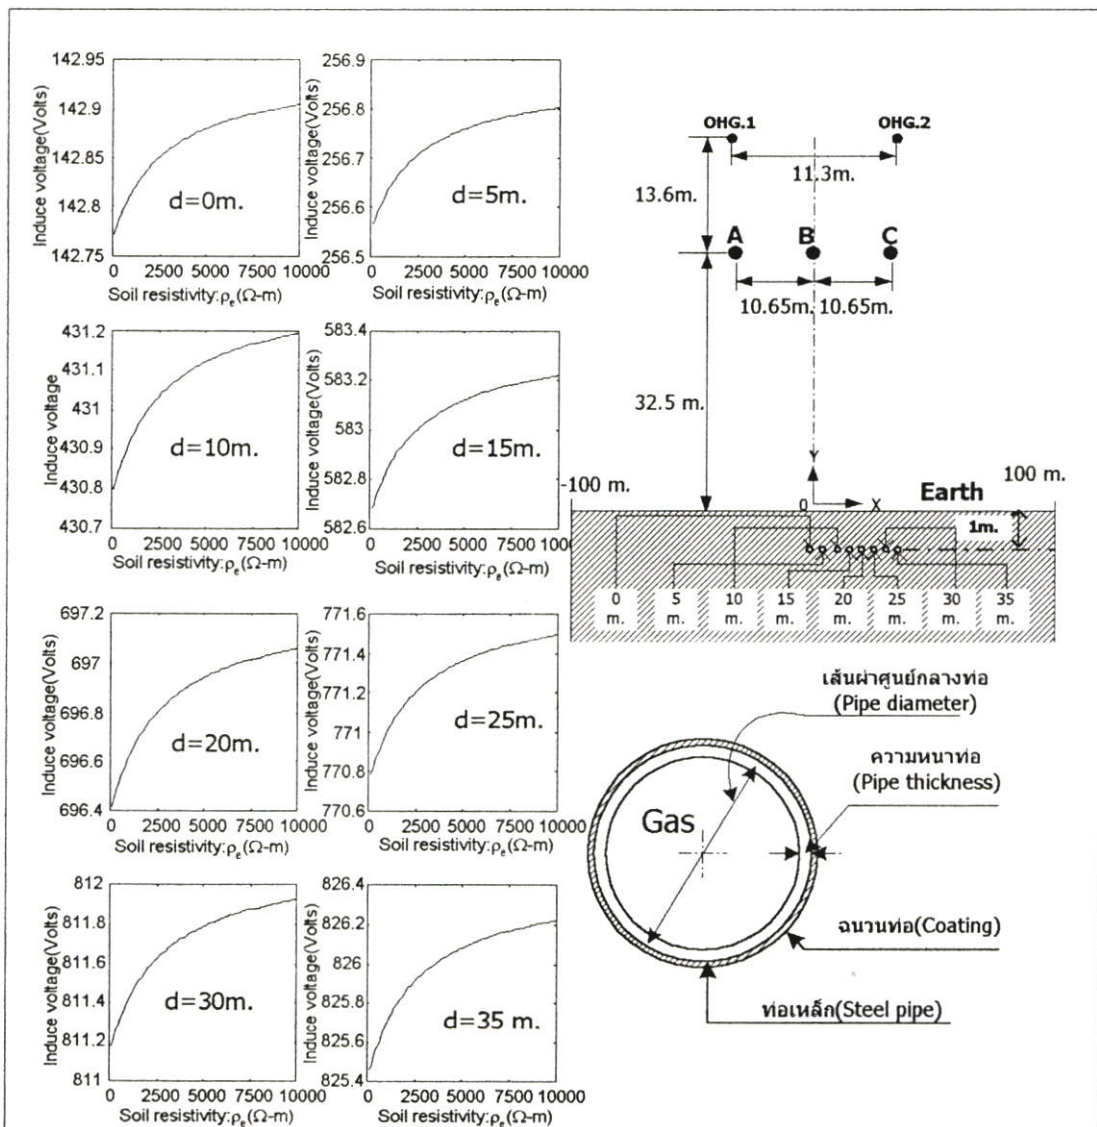 142.95
142.9
142.85
142.8
142.75
Induce voltage(Volts)
d=0m.
0 2500 5000 7500 10000
Soil resistivity:ρe(Ω-m)
256.9
256.8
256.7
256.6
256.5
Induce voltage(Volts)
d=5m.
0 2500 5000 7500 10000
Soil resistivity:ρe(Ω-m)
431.2
431.1
431
430.9
430.8
430.7
Induce voltage
d=10m.
0 2500 5000 7500 10000
Soil resistivity:ρe(Ω-m)
583.4
583.2
583
582.8
582.6
Induce voltage(Volts)
d=15m.
0 2500 5000 7500 10000
Soil resistivity:ρe(Ω-m)
697.2
697
696.8
696.6
696.4
Induce voltage(Volts)
d=20m.
0 2500 5000 7500 10000
Soil resistivity:ρe(Ω-m)
771.6
771.4
771.2
771
770.8
770.6
Induce voltage(Volts)
d=25m.
0 2500 5000 7500 10000
Soil resistivity:ρe(Ω-m)
812
811.8
811.6
811.4
811.2
811
Induce voltage(Volts)
d=30m.
0 2500 5000 7500 10000
Soil resistivity:ρe(Ω-m)
826.4
826.2
826
825.8
825.6
825.4
Induce voltage(Volts)
d=35 m.
0 2500 5000 7500 10000
Soil resistivity:ρe(Ω-m)
OHG.1 OHG.2
11.3m.
13.6m.
A B C
10.65m. 10.65m.
32.5 m.
Y
-100 m. 0 X Earth 100 m.
1m.
0 5 10 15 20 25 30 35
m. m. m. m. m. m. m. m.
เส้นผ่าศูนย์กลางท่อ
(Pipe diameter)
ความหนาท่อ
(Pipe thickness)
Gas
ฉนวนท่อ(Coating)
ท่อเหล็ก(Steel pipe)